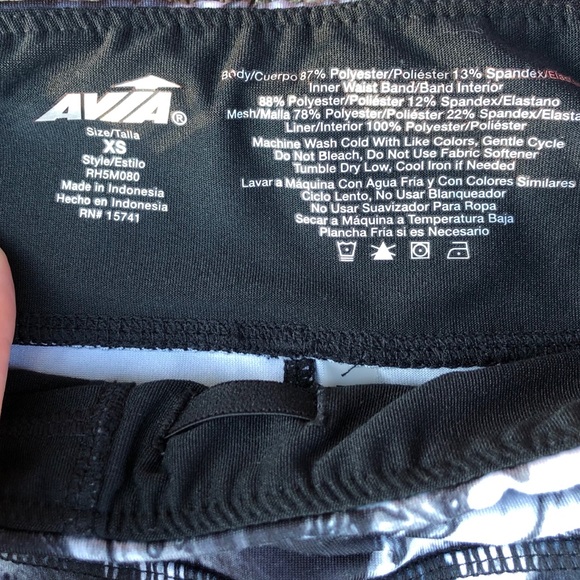 AVIA®
Size/Talla
XS
Style/Estilo
RH5M080
Made in Indonesia
Hecho en Indonesia
RN# 15741
Body/Cuerpo 87% Polyester/Poliéster 13% Spandex/Elas
Inner Waist Band/Band Interior
88% Polyester/Poliéster 12% Spandex/Elastano
Mesh/Malla 78% Polyester/Poliéster 22% Spandex/Elasta
Liner/Interior 100% Polyester/Poliéster
Machine Wash Cold With Like Colors, Gentle Cycle
Do Not Bleach, Do Not Use Fabric Softener
Tumble Dry Low, Cool Iron if Needed
Lavar a Máquina Con Agua Fría y Con Colores Similares
Ciclo Lento, No Usar Blanqueador
No Usar Suavizador Para Ropa
Secar a Máquina a Temperatura Baja
Plancha Fría si es Necesario